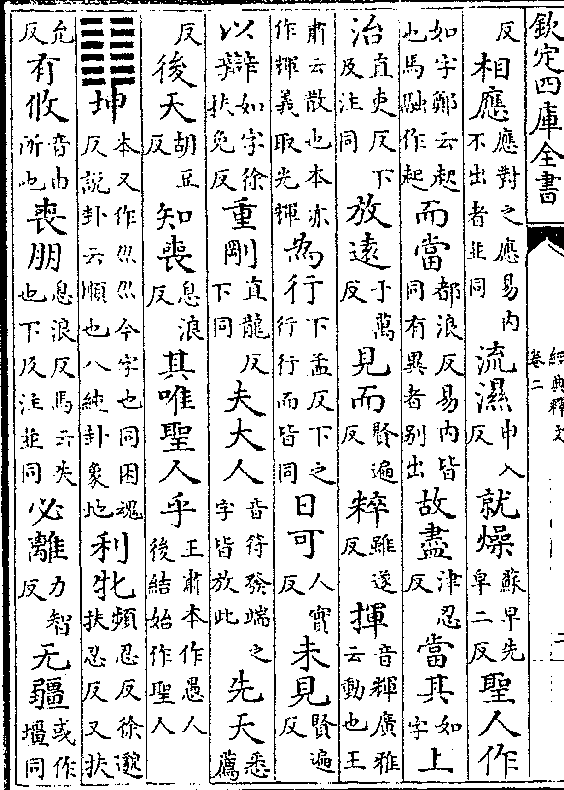 欽定四庫全書
經典釋文
卷二
二
反相應應對之應易内不出者並同流濕申入反就燥蘇早先皁二反聖人作
如字鄭云起也馬融作起而當都浪反易内皆同有異者别出故盡津忍反當其如字上
治直吏反下及注同放遠于萬反見而賢遍反粹雖遂反揮音輝廣雅云動也王
肅云散也本亦作輝義取光輝為行下孟反下之行行而皆同日可人實反未見賢遍反
以辯如字徐扶免反重剛直龍反下同夫大人音符發端之字皆放此先天悉薦
反後天胡豆反知喪息浪反其唯聖人乎王肅本作愚人後結始作聖人
䷁坤本又作巛巛今字也同困魂反說卦云順也八純卦象地利牝頻忍反徐邈扶忍反又扶
允反有攸音由所也喪朋息浪反馬云失也下及注並同必離力智反无疆或作壃同